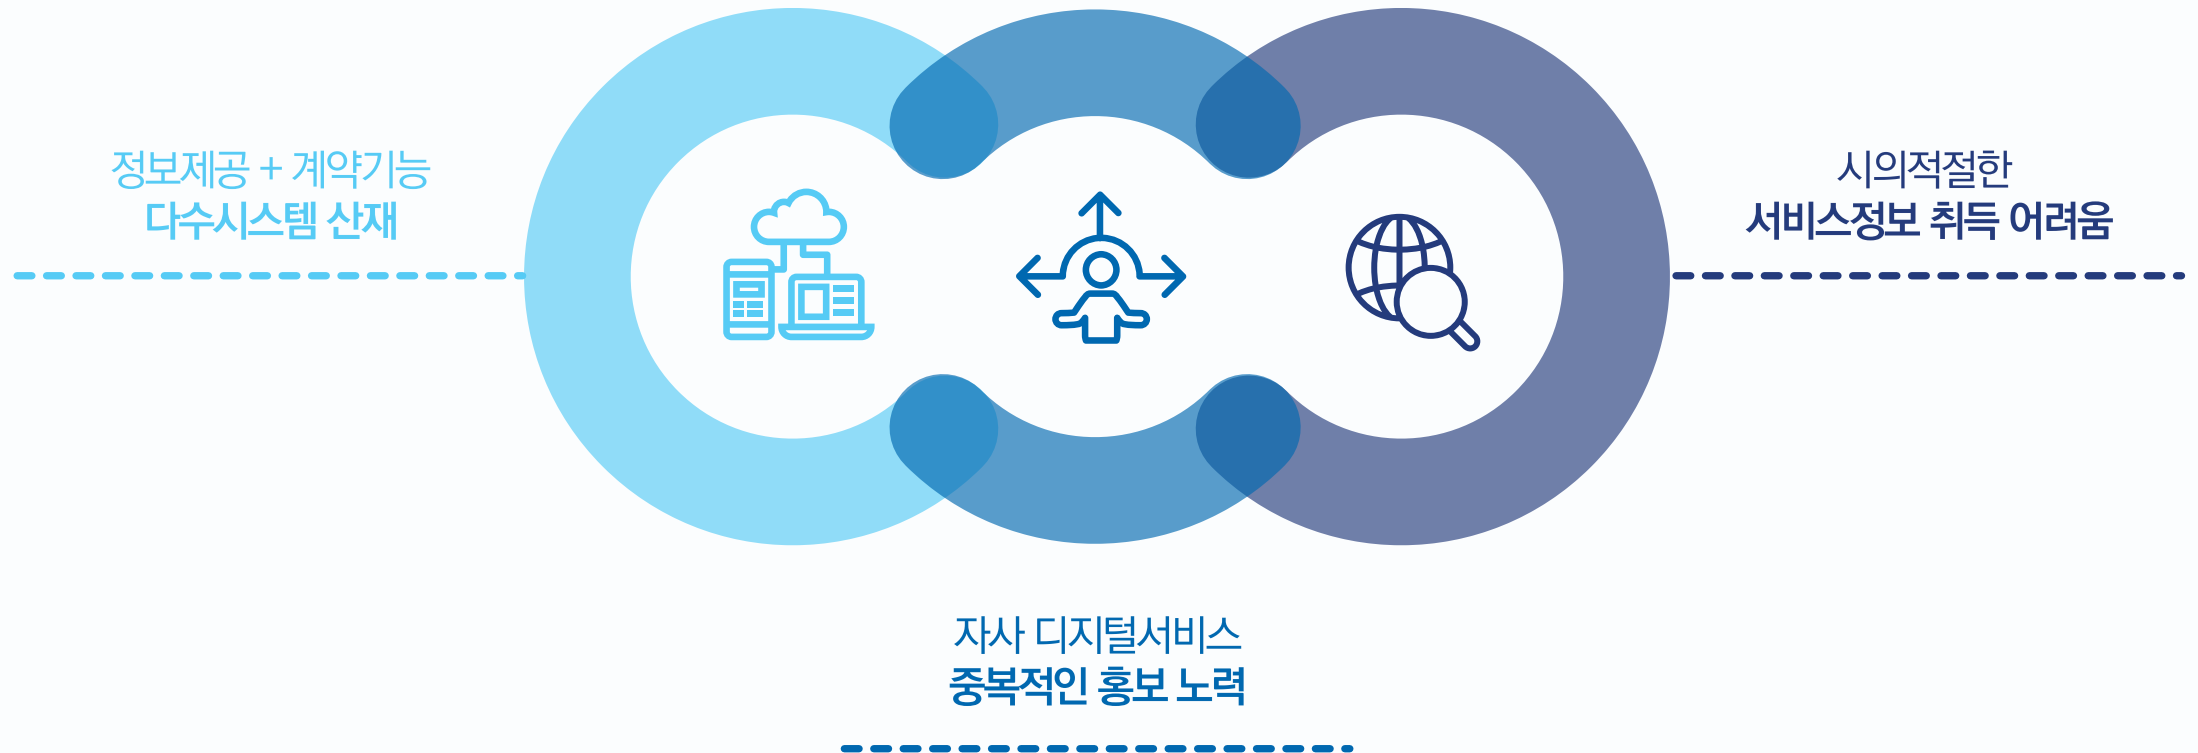 정보제공 + 계약기능
다수시스템 산재
자사 디지털서비스
중복적인 홍보 노력
시의적절한
서비스정보 취득 어려움